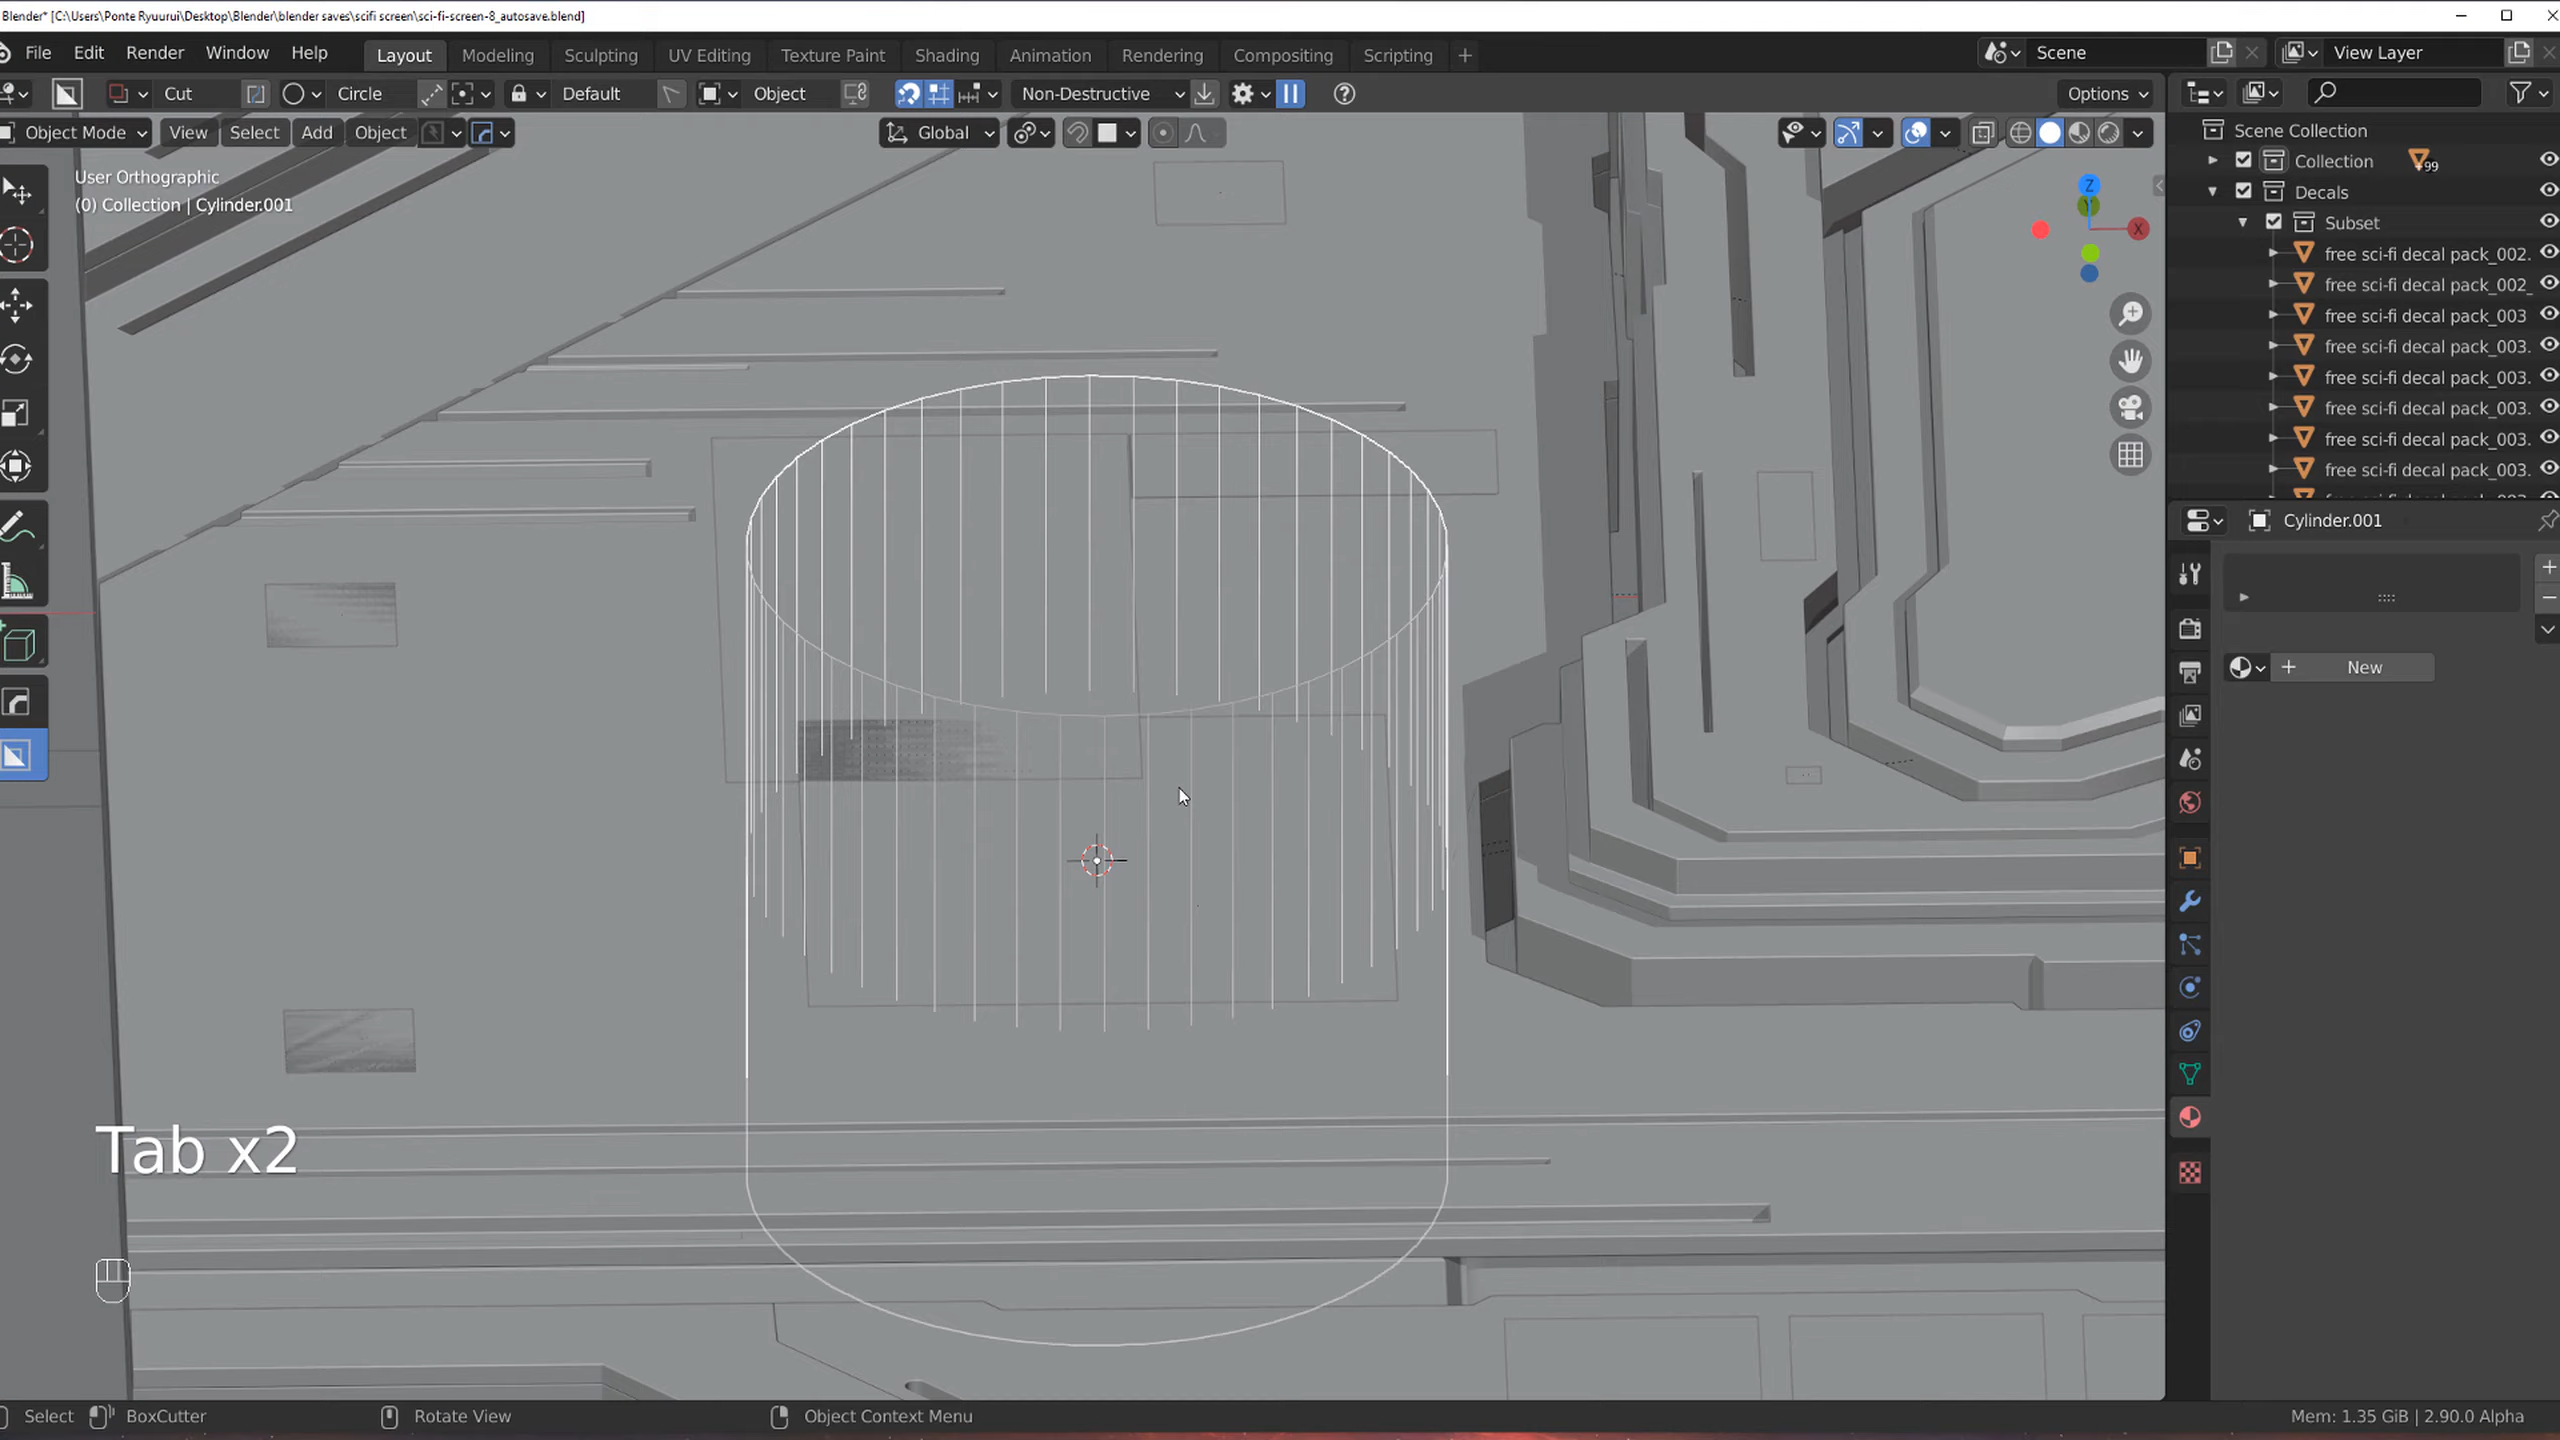 Blender* [C:\Users\Ponte Ryuurui\Desktop\Blender\blender saves\scifi screen\sci-fi-screen-8_autosave.blend]
File Edit Render Window Help Layout Modeling Sculpting UV Editing Texture Paint Shading Animation Rendering Compositing Scripting + Scene View Layer
Cut Circle Default Object Non-Destructive Options
Object Mode View Select Add Object Global
User Orthographic
(0) Collection | Cylinder.001
Z
X
Scene Collection
Collection 99
Decals
Subset
free sci-fi decal pack_002.
free sci-fi decal pack_002_
free sci-fi decal pack_003
free sci-fi decal pack_003.
free sci-fi decal pack_003.
free sci-fi decal pack_003.
free sci-fi decal pack_003.
free sci-fi decal pack_003.
Cylinder.001
New
Tab x2
Select BoxCutter Rotate View Object Context Menu Mem: 1.35 GiB | 2.90.0 Alpha